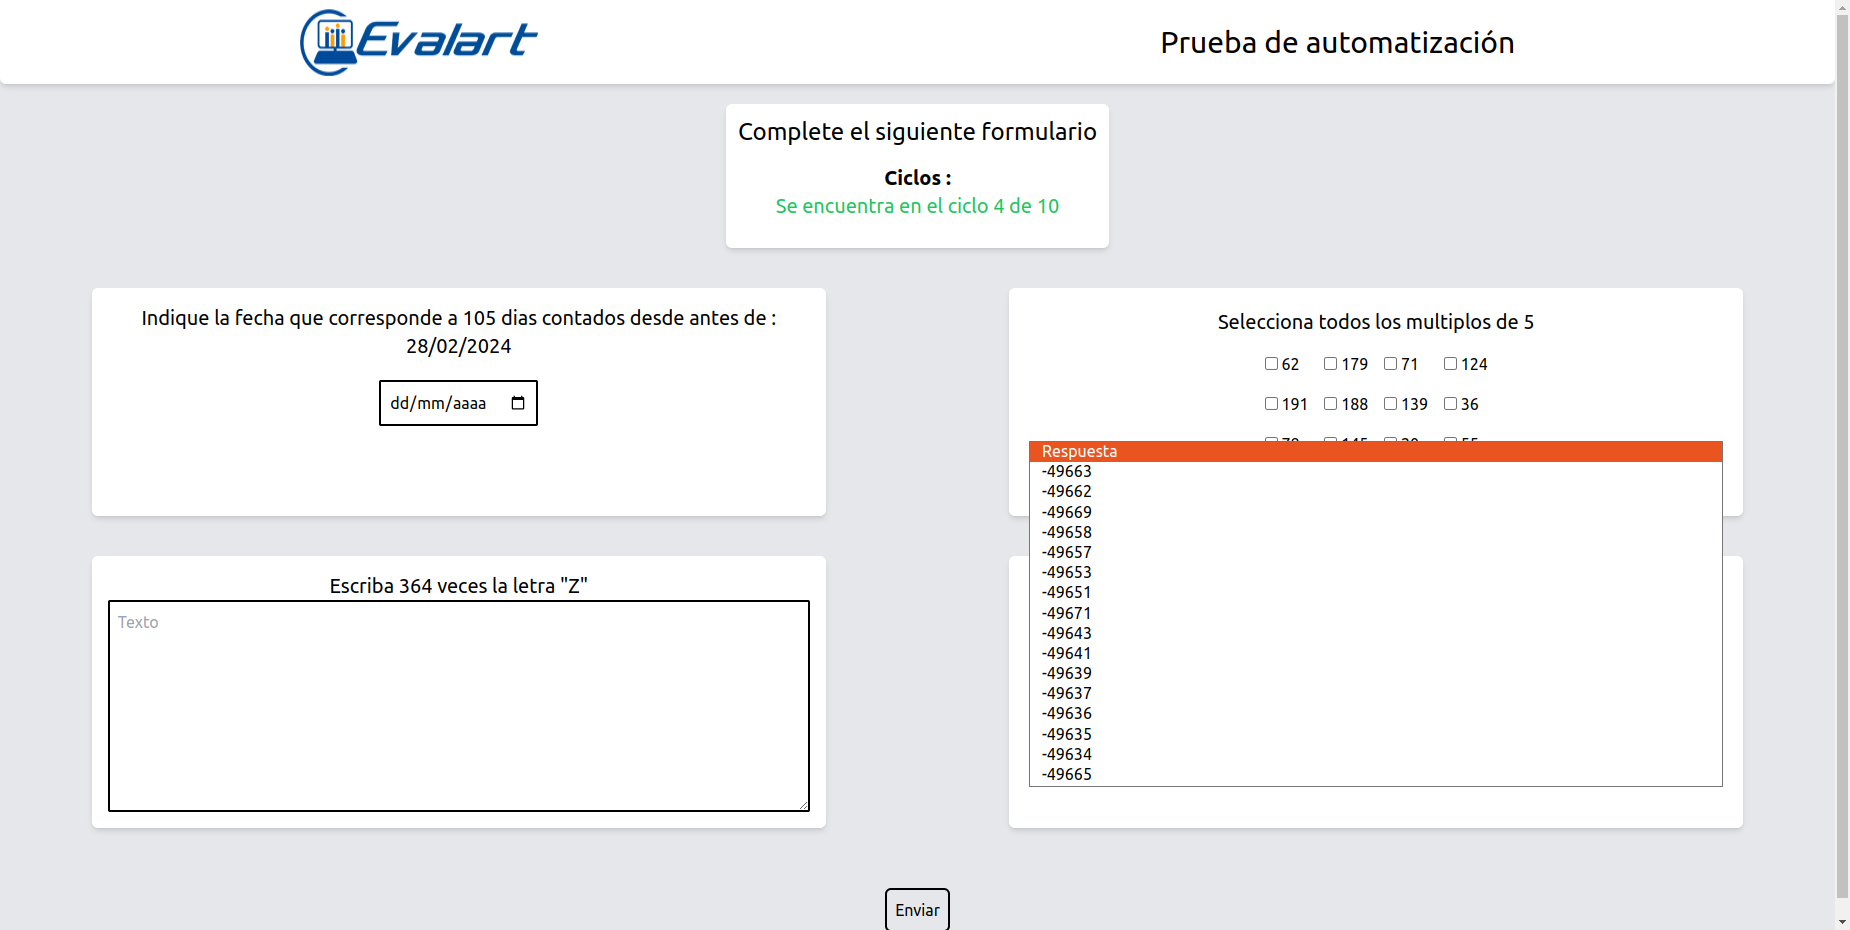 Evalart
Prueba de automatización
Complete el siguiente formulario
Ciclos :
Se encuentra en el ciclo 4 de 10
Indique la fecha que corresponde a 105 dias contados desde antes de :
28/02/2024
dd/mm/aaaa
Selecciona todos los multiplos de 5
62 179 71 124
191 188 139 36
Respuesta
-49663
-49662
-49669
-49658
-49657
-49653
-49651
-49671
-49643
-49641
-49639
-49637
-49636
-49635
-49634
-49665
Escriba 364 veces la letra "Z"
Texto
Enviar